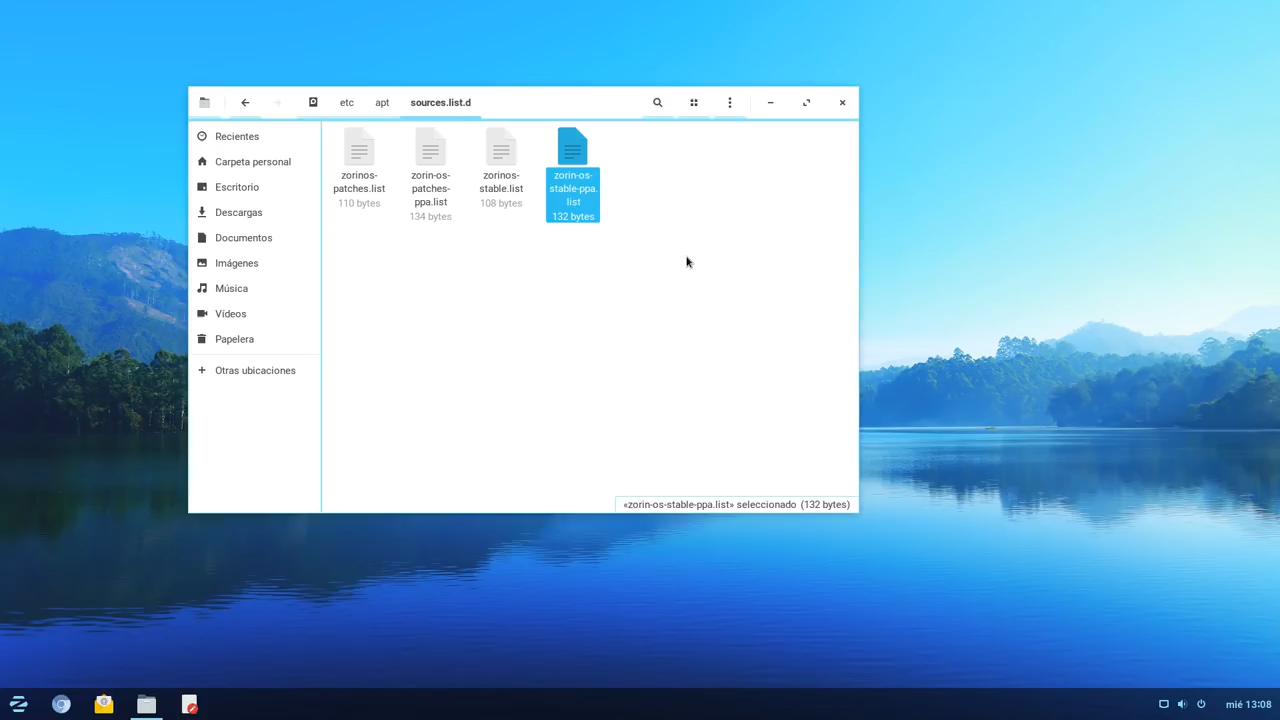 etc
apt
sources.list.d
Recientes
Carpeta personal
Escritorio
Descargas
Documentos
Imágenes
Música
Vídeos
Papelera
Otras ubicaciones
zorinos-
patches.list
110 bytes
zorin-os-
patches-
ppa.list
134 bytes
zorinos-
stable.list
108 bytes
zorin-os-
stable-ppa.
list
132 bytes
«zorin-os-stable-ppa.list» seleccionado (132 bytes)
mié 13:08